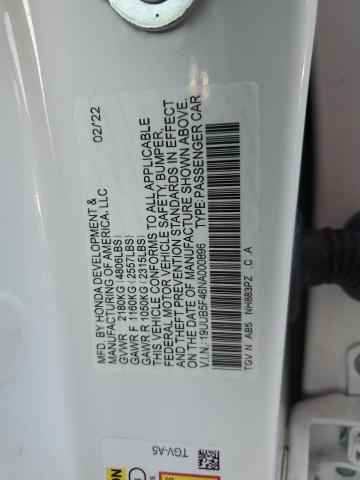 MFD. BY HONDA DEVELOPMENT & 02/'22
MANUFACTURING OF AMERICA, LLC
GVWR 2180KG (4806LBS)
GAWR F 1160KG (2557LBS)
GAWR R 1050KG (2315LBS)
THIS VEHICLE CONFORMS TO ALL APPLICABLE
FEDERAL MOTOR VEHICLE SAFETY, BUMPER,
AND THEFT PREVENTION STANDARDS IN EFFECT
ON THE DATE OF MANUFACTURE SHOWN ABOVE.
V.I.N.: 19UUB5F46NA000896 TYPE: PASSENGER CAR
TGV N AB5 NH883PZ C A
TGV-A5